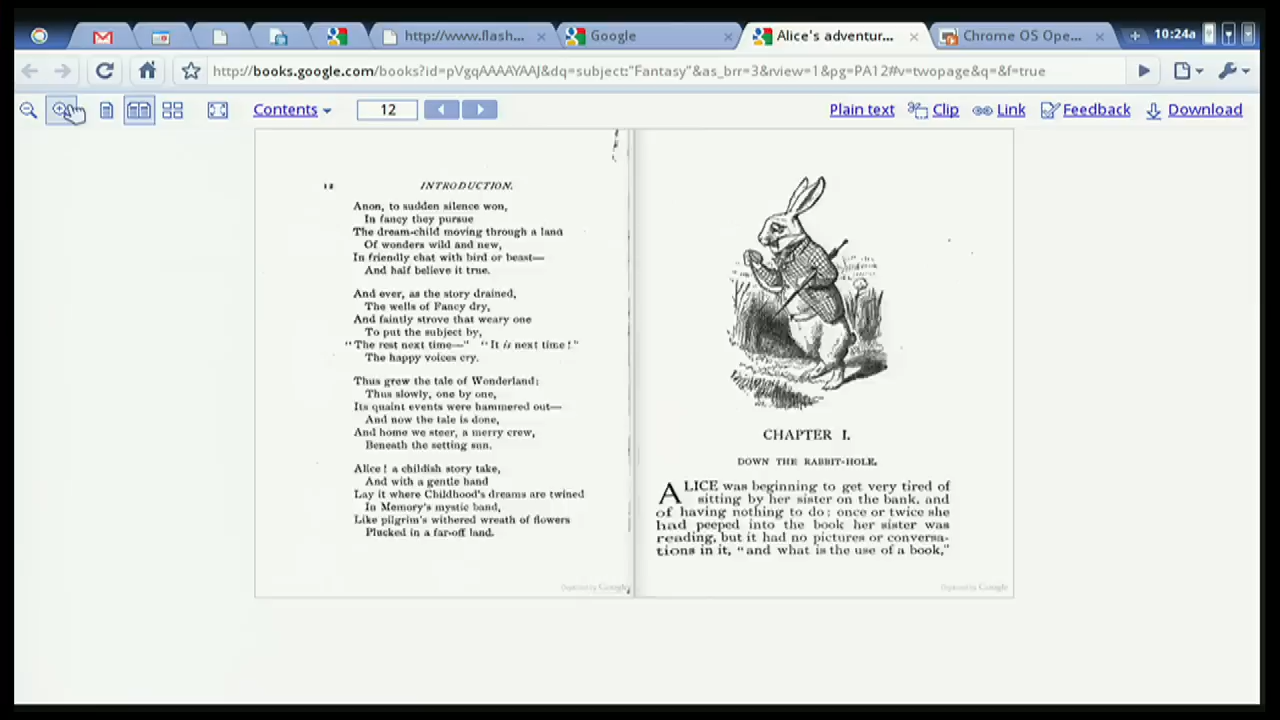 http://www.flash...
Google
Alice's adventur...
Chrome OS Ope...
10:24a
http://books.google.com/books?id=pVgqAAAAYAAJ&dq=subject:"Fantasy"&as_brr=3&rview=1&pg=PA12#v=twopage&q=&f=true
Contents
12
Plain text
Clip
Link
Feedback
Download
12
INTRODUCTION.
Anon, to sudden silence won,
In fancy they pursue
The dream-child moving through a land
Of wonders wild and new,
In friendly chat with bird or beast—
And half believe it true.
And ever, as the story drained,
The wells of Fancy dry,
And faintly strove that weary one
To put the subject by,
"The rest next time—" "It is next time!"
The happy voices cry.
Thus grew the tale of Wonderland:
Thus slowly, one by one,
Its quaint events were hammered out—
And now the tale is done,
And home we steer, a merry crew,
Beneath the setting sun.
Alice! a childish story take,
And with a gentle hand
Lay it where Childhood's dreams are twined
In Memory's mystic band,
Like pilgrim's withered wreath of flowers
Plucked in a far-off land.
Digitized by Google
CHAPTER I.
DOWN THE RABBIT-HOLE.
ALICE was beginning to get very tired of
sitting by her sister on the bank, and
of having nothing to do: once or twice she
had peeped into the book her sister was
reading, but it had no pictures or conversa-
tions in it, "and what is the use of a book,"
Digitized by Google